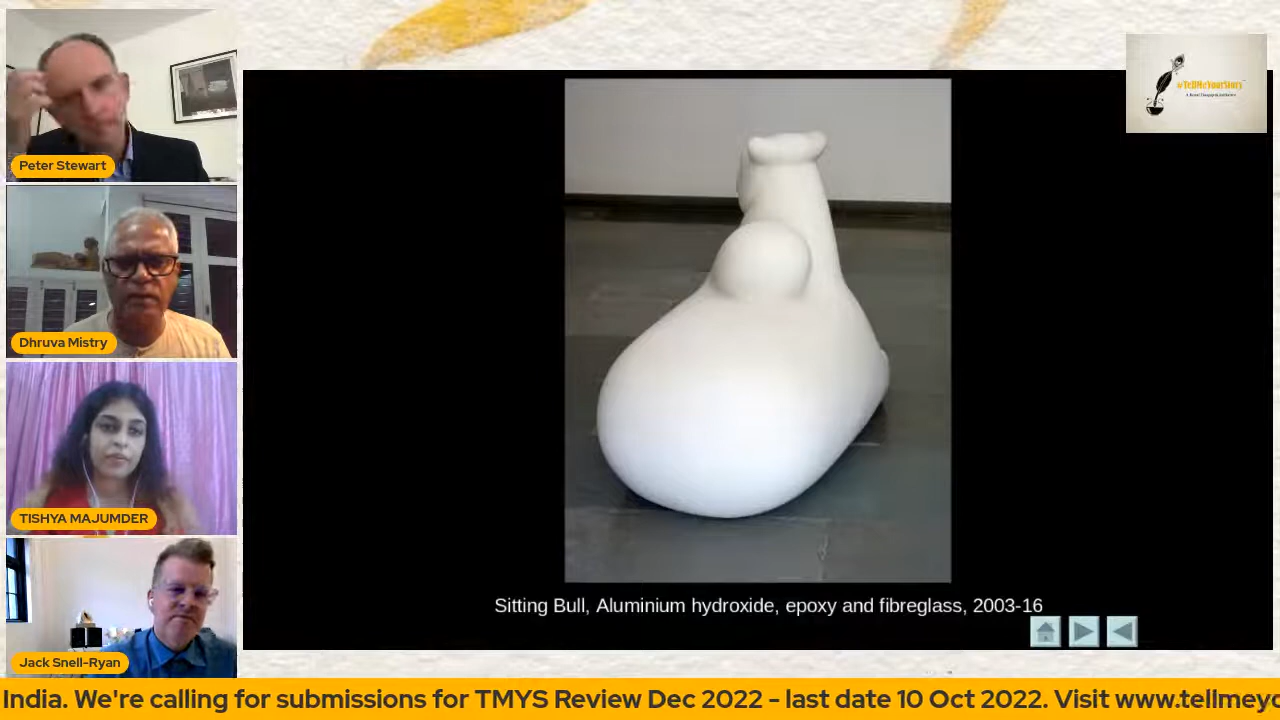 Peter Stewart
Dhruva Mistry
TISHYA MAJUMDER
Jack Snell-Ryan
#TellMeYourStory
Sitting Bull, Aluminium hydroxide, epoxy and fibreglass, 2003-16
India. We're calling for submissions for TMYS Review Dec 2022 - last date 10 Oct 2022. Visit www.tellmeyo